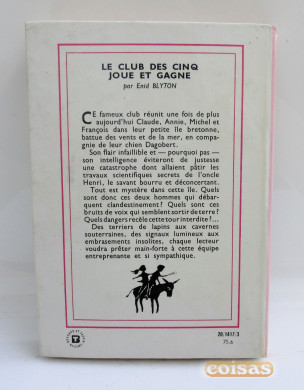 LE CLUB DES CINQ
JOUE ET GAGNE
par Enid BLYTON
CE fameux club réunit une fois de plus
aujourd'hui Claude, Annie, Michel et
François dans leur petite île bretonne,
battue des vents et de la mer, en compa-
gnie de leur chien Dagobert.
Son flair infaillible et — pourquoi pas —
son intelligence éviteront de justesse
une catastrophe dont allaient pâtir les
travaux scientifiques secrets de l'oncle
Henri, le savant bourru et déconcertant.
Tout est mystère dans cette île. Quels
sont donc ces deux hommes qui débar-
quent clandestinement? Quels sont ces
bruits de voix qui semblent sortir de terre?
Quels dangers recèle cette tour interdite?...
Des terriers de lapins aux cavernes
souterraines, des signaux lumineux aux
embrasements insolites, chaque lecteur
voudra prêter main-forte à cette équipe
entreprenante et si sympathique.
20.1417.3
coisas